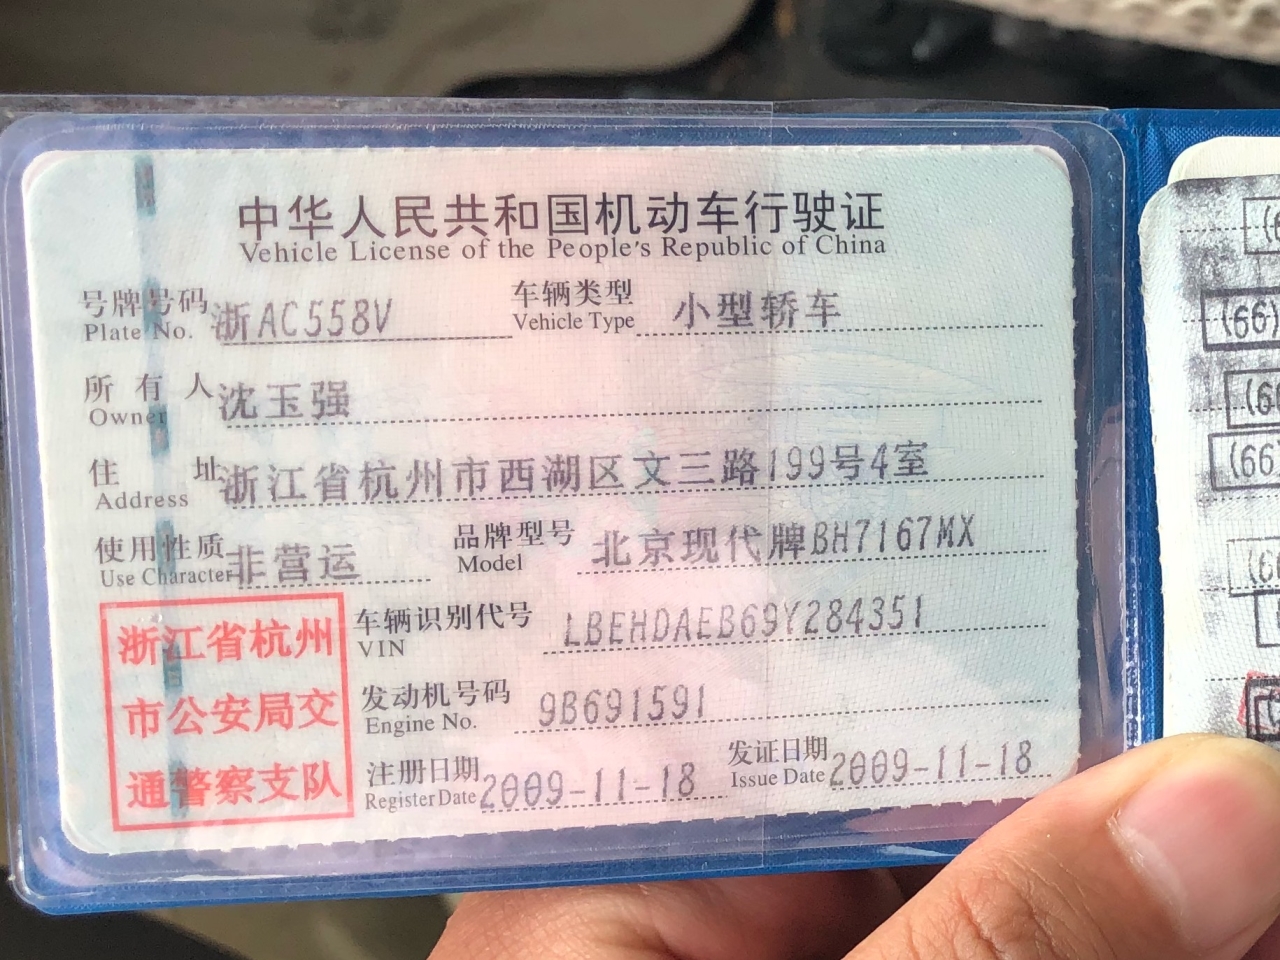 中华人民共和国机动车行驶证
Vehicle License of the People's Republic of China
号牌号码 浙AC558V 车辆类型 小型轿车
Plate No. Vehicle Type
所有人 沈玉强
Owner
住址 浙江省杭州市西湖区文三路199号4室
Address
使用性质 非营运 品牌型号 北京现代牌BH7167MX
Use Character Model
浙江省杭州
市公安局交
通警察支队
车辆识别代号 LBEHDAEB69Y284351
VIN
发动机号码 9B691591
Engine No.
注册日期 2009-11-18 发证日期 2009-11-18
Register Date Issue Date
(66)
(66